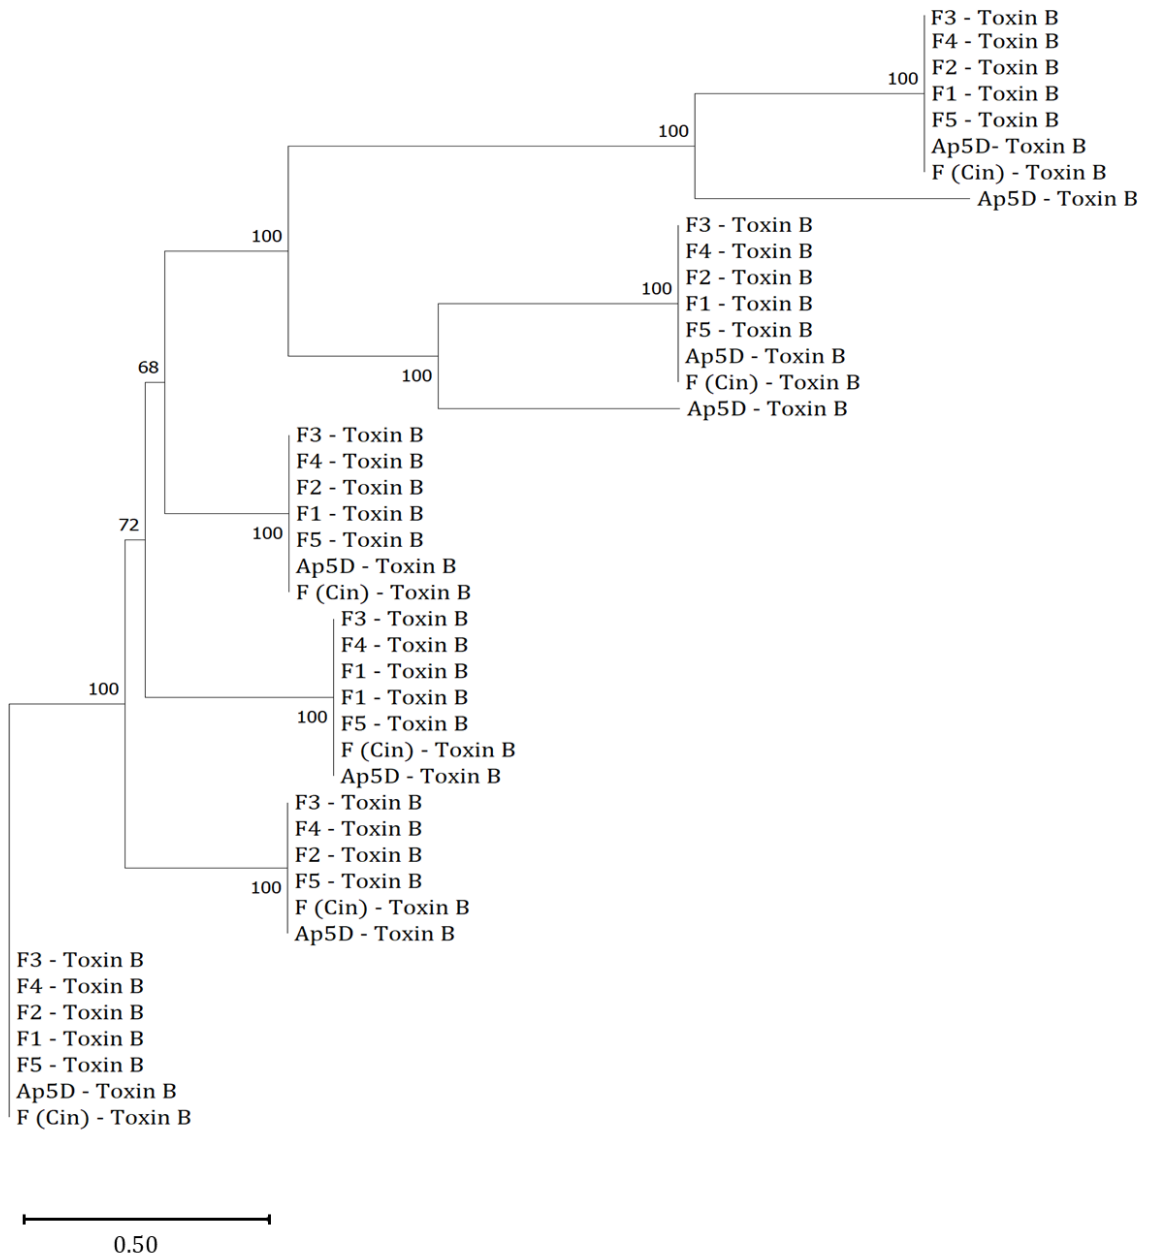 F3 - Toxin B
F4 - Toxin B
F2 - Toxin B
100
F1 - Toxin B
F5 - Toxin B
100
Ap5D- Toxin B
F (Cin) - Toxin B
Ap5D - Toxin B
F3 - Toxin B
100
F4 - Toxin B
F2 - Toxin B
100
F1 - Toxin B
F5 - Toxin B
Ap5D - Toxin B
68
100
F (Cin) - Toxin B
Ap5D - Toxin B
F3 - Toxin B
F4 - Toxin B
F2 - Toxin B
F1 - Toxin B
72
100
F5 - Toxin B
Ap5D - Toxin B
F (Cin) - Toxin B
F3 - Toxin B
F4 - Toxin B
F1 - Toxin B
100
F1 - Toxin B
100
F5 - Toxin B
F (Cin) - Toxin B
Ap5D - Toxin B
F3 - Toxin B
F4 - Toxin B
F2 - Toxin B
100
F5 - Toxin B
F (Cin) - Toxin B
Ap5D - Toxin B
F3 - Toxin B
F4 - Toxin B
F2 - Toxin B
F1 - Toxin B
F5 - Toxin B
Ap5D - Toxin B
F (Cin) - Toxin B
0.50